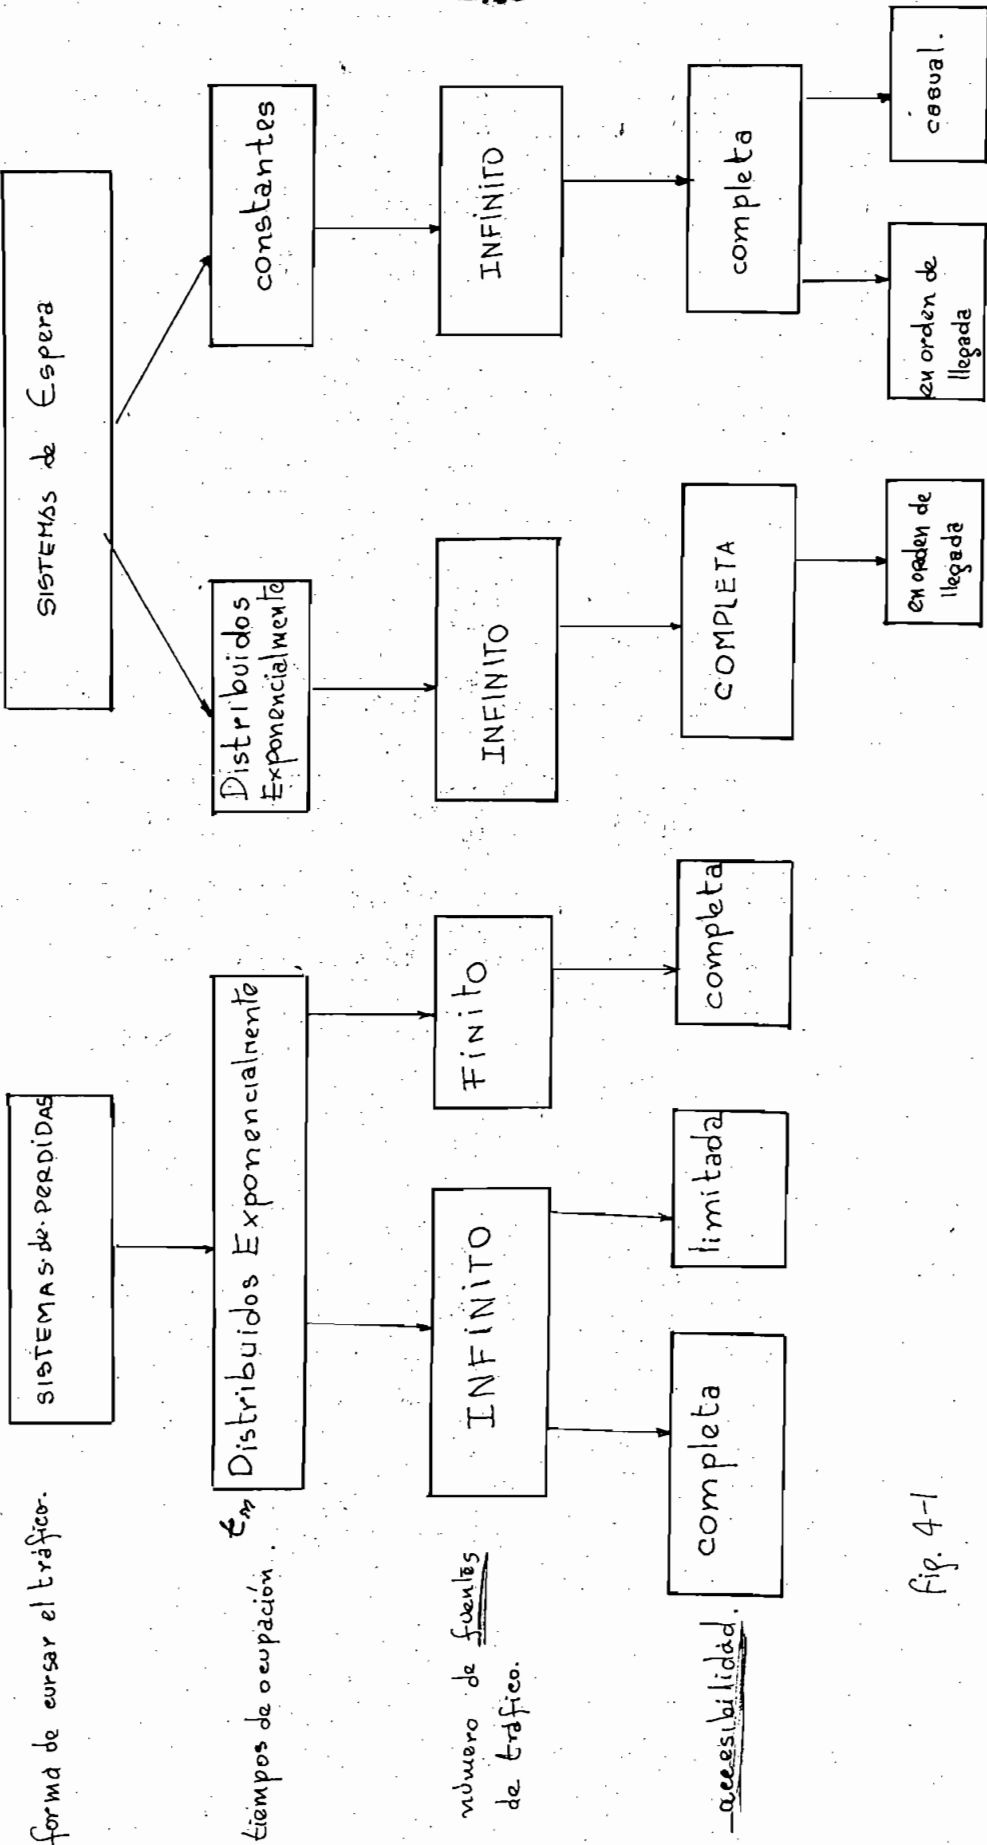 forma de cursar el tráfico.
SISTEMAS de PERDIDAS
SISTEMAS de Espera
tiempos de ocupación.
Distribuidos Exponencialmente
Distribuidos
Exponencialmente
constantes
número de fuentes
de tráfico.
INFINITO
FINITO
INFINITO
INFINITO
accesibilidad.
completa
limitada
completa
COMPLETA
completa
en orden de
llegada
en orden de
llegada
casual.
fig. 4-1